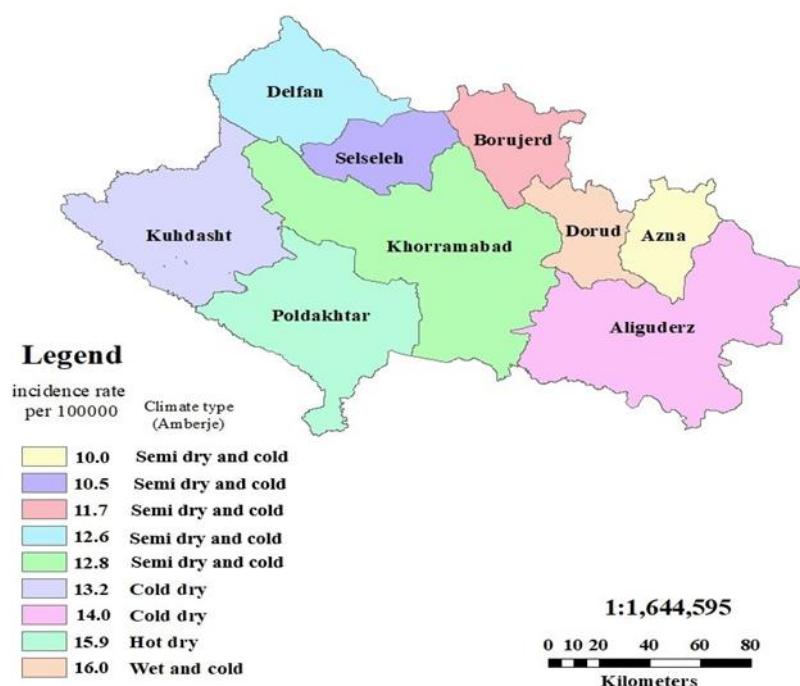 Delfan
Borujerd
Selseleh
Kuhdasht
Khorramabad
Dorud
Azna
Poldakhtar
Aliguderz
Legend
incidence rate
per 100000
Climate type
(Amberje)
10.0 Semi dry and cold
10.5 Semi dry and cold
11.7 Semi dry and cold
12.6 Semi dry and cold
12.8 Semi dry and cold
13.2 Cold dry
14.0 Cold dry
15.9 Hot dry
16.0 Wet and cold
1:1,644,595
0 10 20 40 60 80
Kilometers